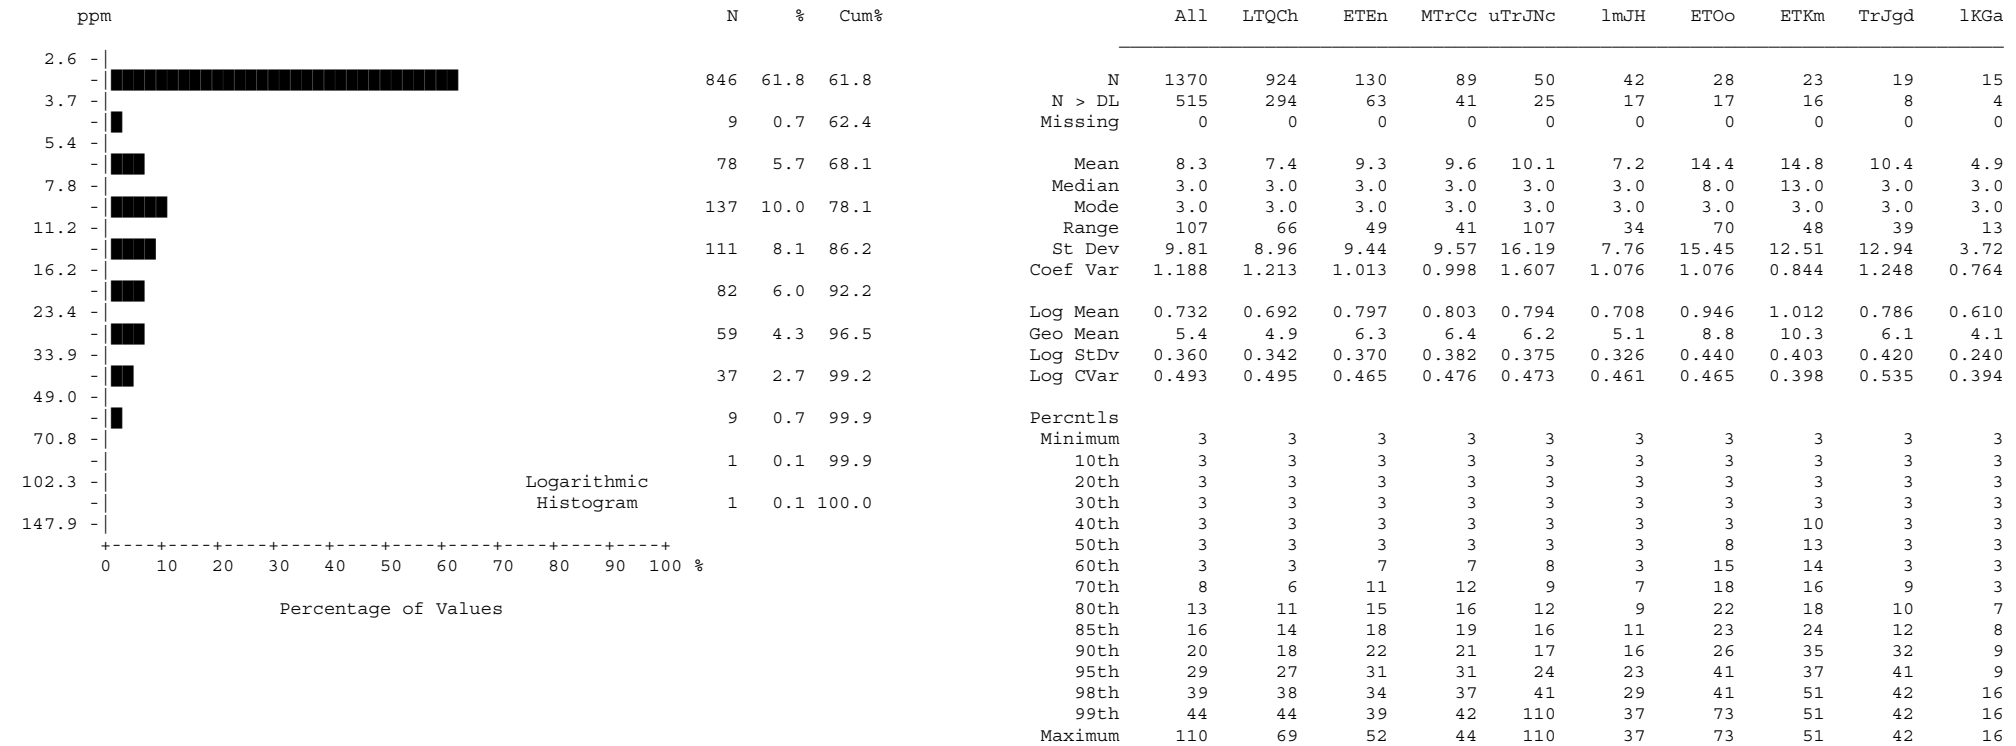 ppm N % Cum% All LTQCh ETEn MTrCc uTrJNc lmJH ETOo ETKm TrJgd lKGa
2.6 -|
-| 846 61.8 61.8 N 1370 924 130 89 50 42 28 23 19 15
3.7 -| N > DL 515 294 63 41 25 17 17 16 8 4
-| 9 0.7 62.4 Missing 0 0 0 0 0 0 0 0 0 0
5.4 -|
-| 78 5.7 68.1 Mean 8.3 7.4 9.3 9.6 10.1 7.2 14.4 14.8 10.4 4.9
7.8 -| Median 3.0 3.0 3.0 3.0 3.0 3.0 8.0 13.0 3.0 3.0
-| 137 10.0 78.1 Mode 3.0 3.0 3.0 3.0 3.0 3.0 3.0 3.0 3.0 3.0
11.2 -| Range 107 66 49 41 107 34 70 48 39 13
-| 111 8.1 86.2 St Dev 9.81 8.96 9.44 9.57 16.19 7.76 15.45 12.51 12.94 3.72
16.2 -| Coef Var 1.188 1.213 1.013 0.998 1.607 1.076 1.076 0.844 1.248 0.764
-| 82 6.0 92.2
23.4 -| Log Mean 0.732 0.692 0.797 0.803 0.794 0.708 0.946 1.012 0.786 0.610
-| 59 4.3 96.5 Geo Mean 5.4 4.9 6.3 6.4 6.2 5.1 8.8 10.3 6.1 4.1
33.9 -| Log StDv 0.360 0.342 0.370 0.382 0.375 0.326 0.440 0.403 0.420 0.240
-| 37 2.7 99.2 Log CVar 0.493 0.495 0.465 0.476 0.473 0.461 0.465 0.398 0.535 0.394
49.0 -|
-| 9 0.7 99.9 Percntls
70.8 -| Minimum 3 3 3 3 3 3 3 3 3 3
-| 1 0.1 99.9 10th 3 3 3 3 3 3 3 3 3 3
102.3 -| Logarithmic 20th 3 3 3 3 3 3 3 3 3 3
-| Histogram 1 0.1 100.0 30th 3 3 3 3 3 3 3 3 3 3
147.9 -| 40th 3 3 3 3 3 3 3 10 3 3
+----+----+----+----+----+----+----+----+----+----+ 50th 3 3 3 3 3 3 8 13 3 3
0 10 20 30 40 50 60 70 80 90 100 % 60th 3 3 7 7 8 3 15 14 3 3
70th 8 6 11 12 9 7 18 16 9 3
Percentage of Values 80th 13 11 15 16 12 9 22 18 10 7
85th 16 14 18 19 16 11 23 24 12 8
90th 20 18 22 21 17 16 26 35 32 9
95th 29 27 31 31 24 23 41 37 41 9
98th 39 38 34 37 41 29 41 51 42 16
99th 44 44 39 42 110 37 73 51 42 16
Maximum 110 69 52 44 110 37 73 51 42 16